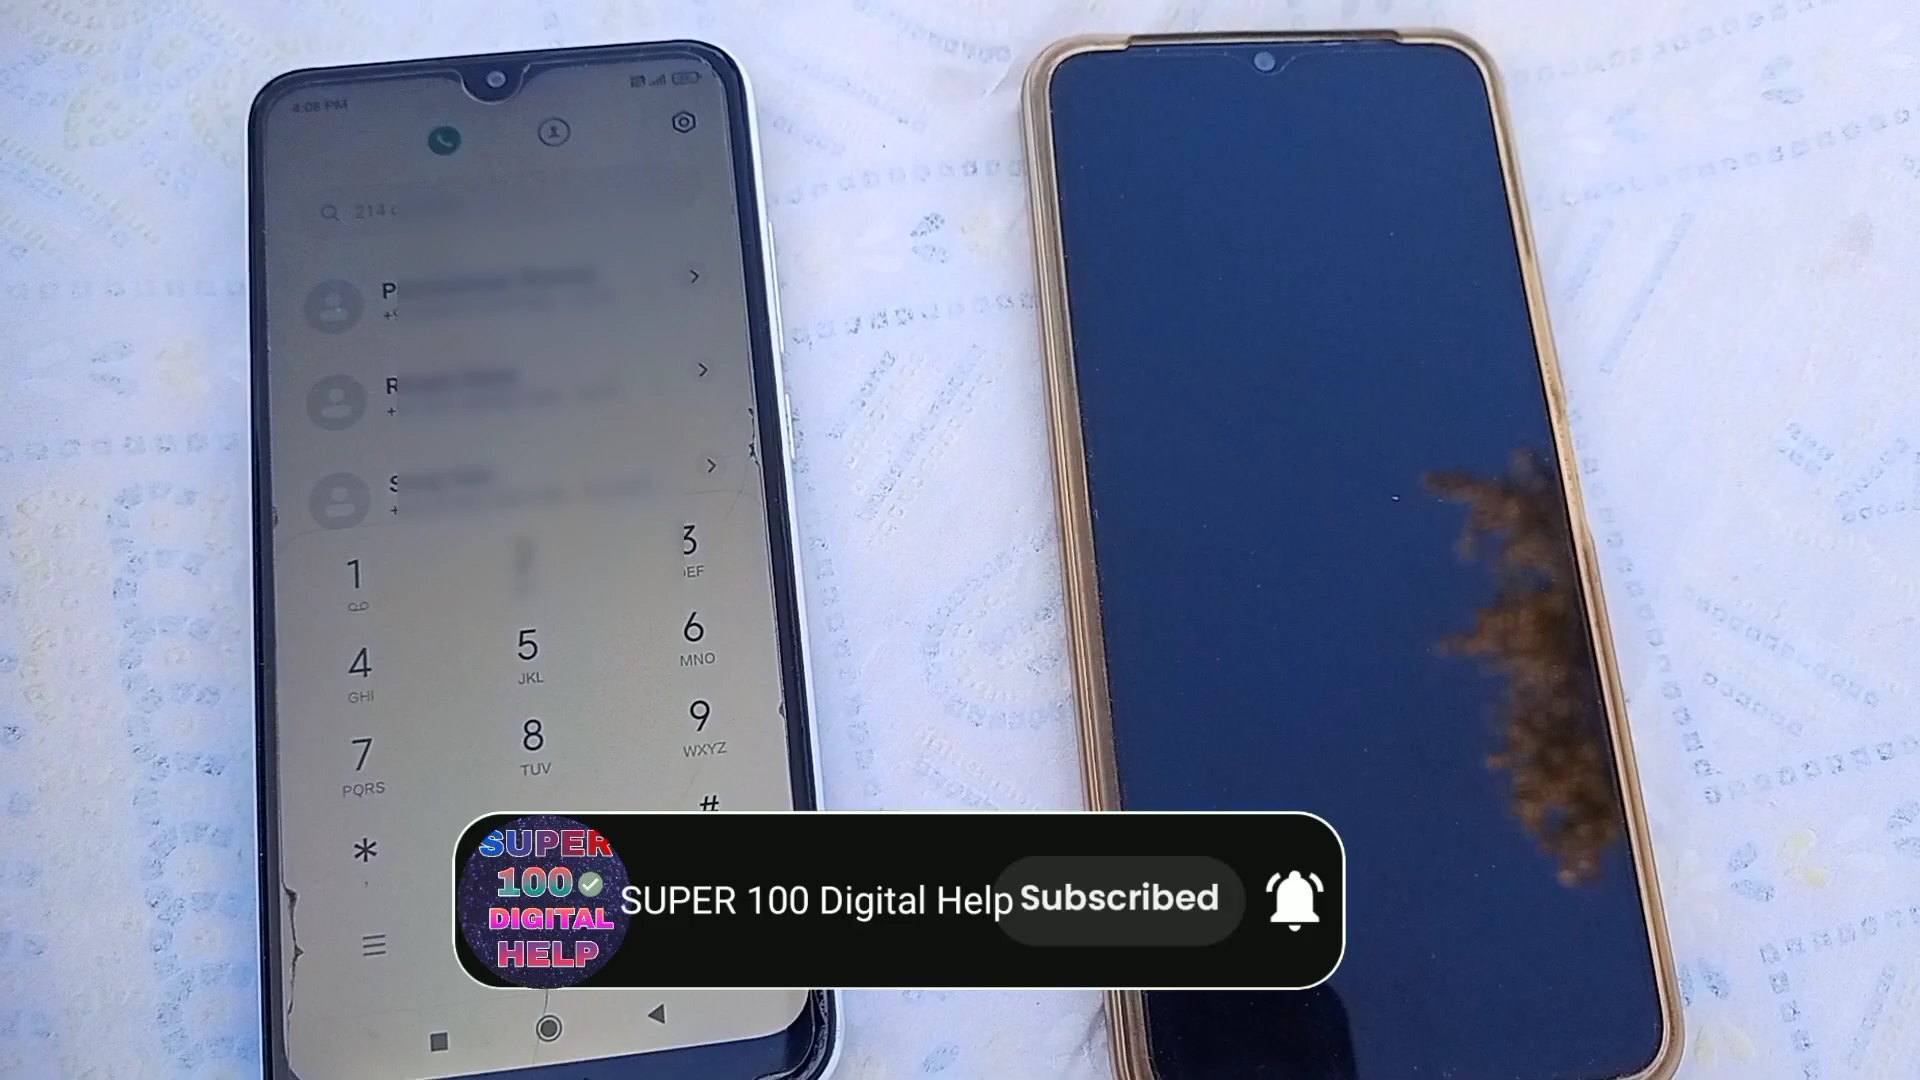 4:08 PM
214
P
R
S
1
3
4
GHI
5
JKL
6
MNO
7
PQRS
8
TUV
9
WXYZ
*
,
#
SUPER
100
DIGITAL
HELP
SUPER 100 Digital Help
Subscribed